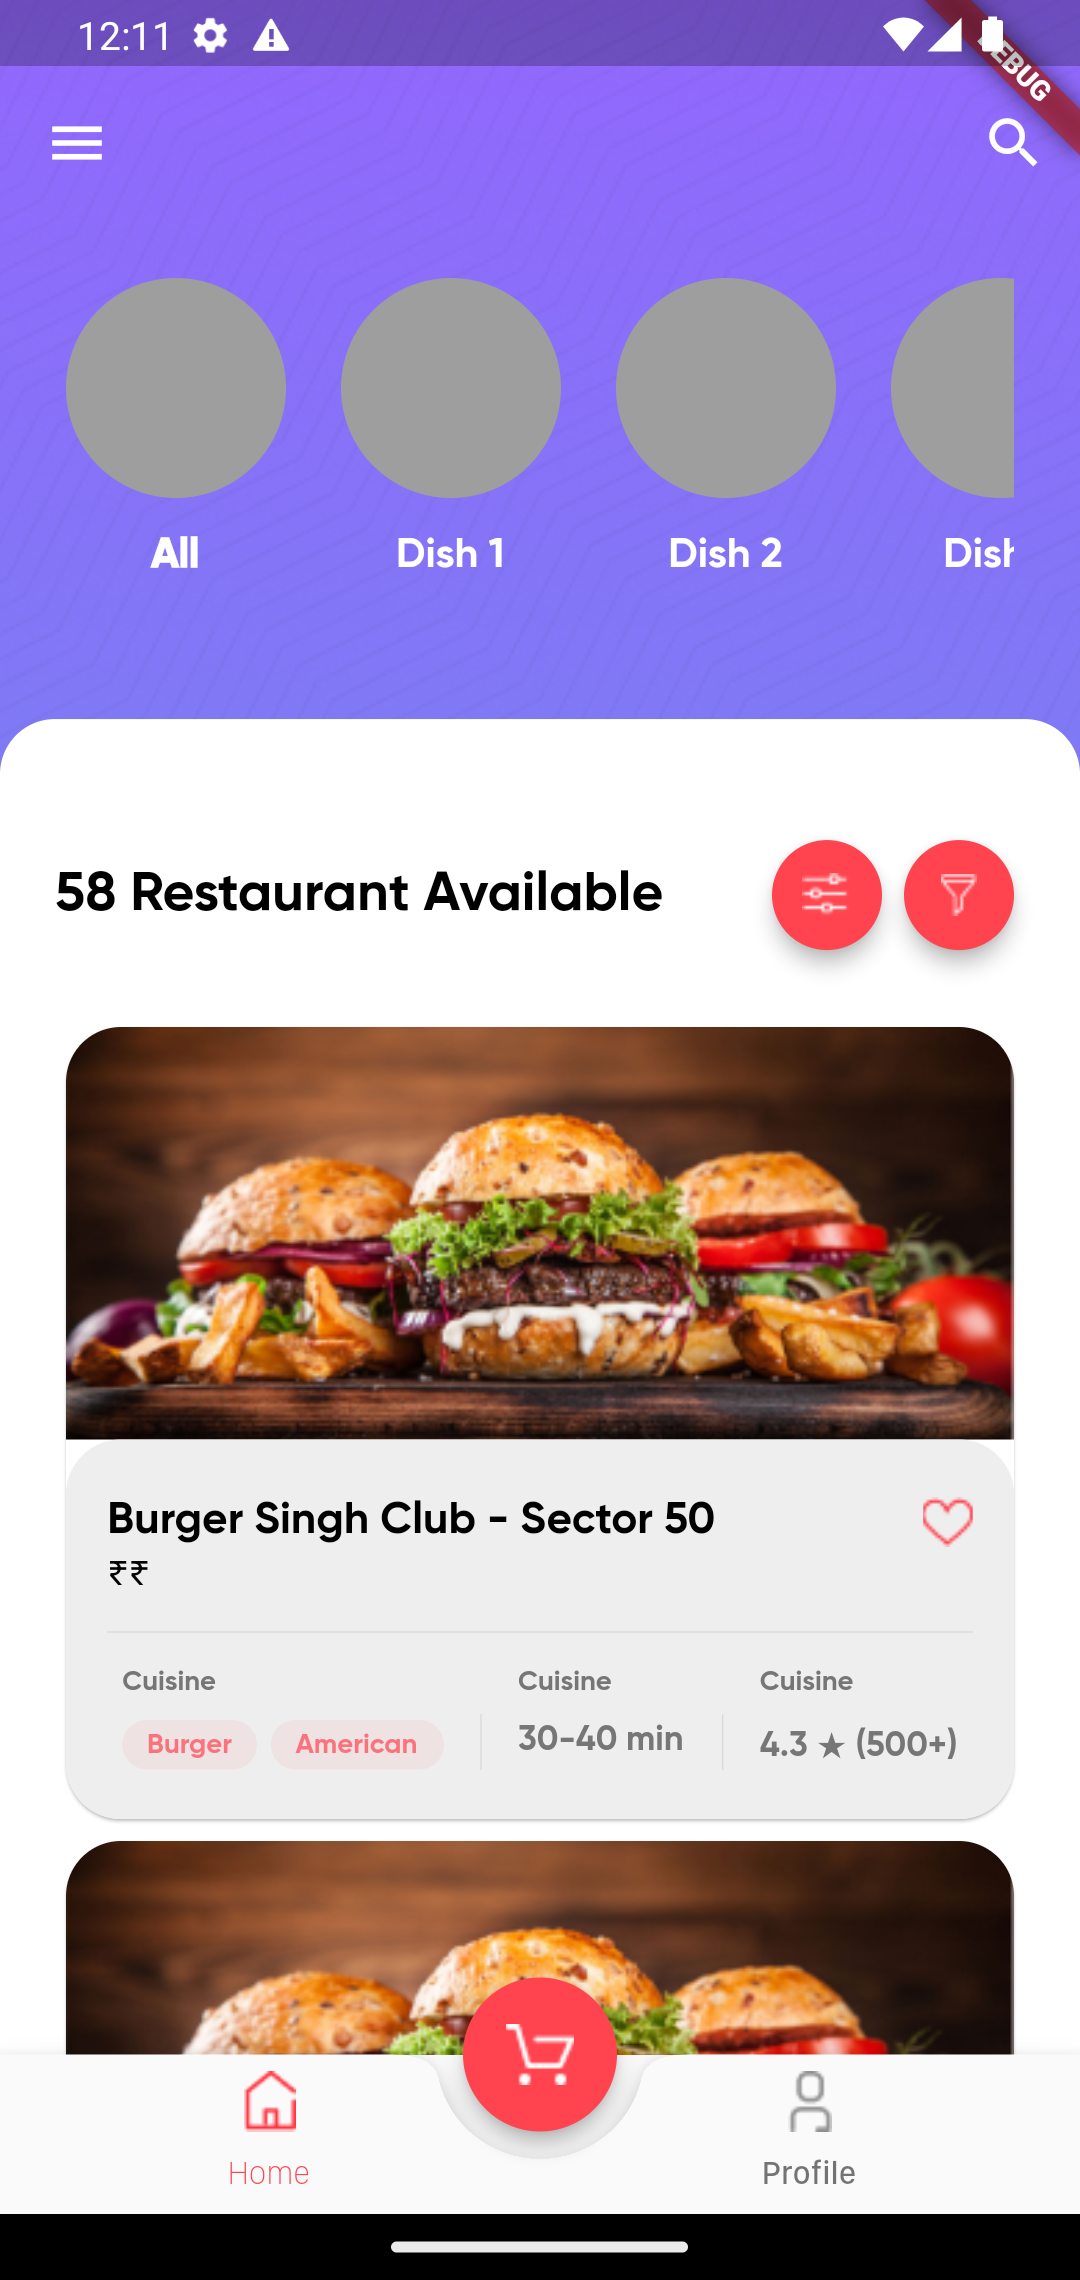 12:11
DEBUG
All
Dish 1
Dish 2
Dish
58 Restaurant Available
Burger Singh Club - Sector 50
₹₹
Cuisine
Cuisine
Cuisine
Burger
American
30-40 min
4.3 ★ (500+)
Home
Profile